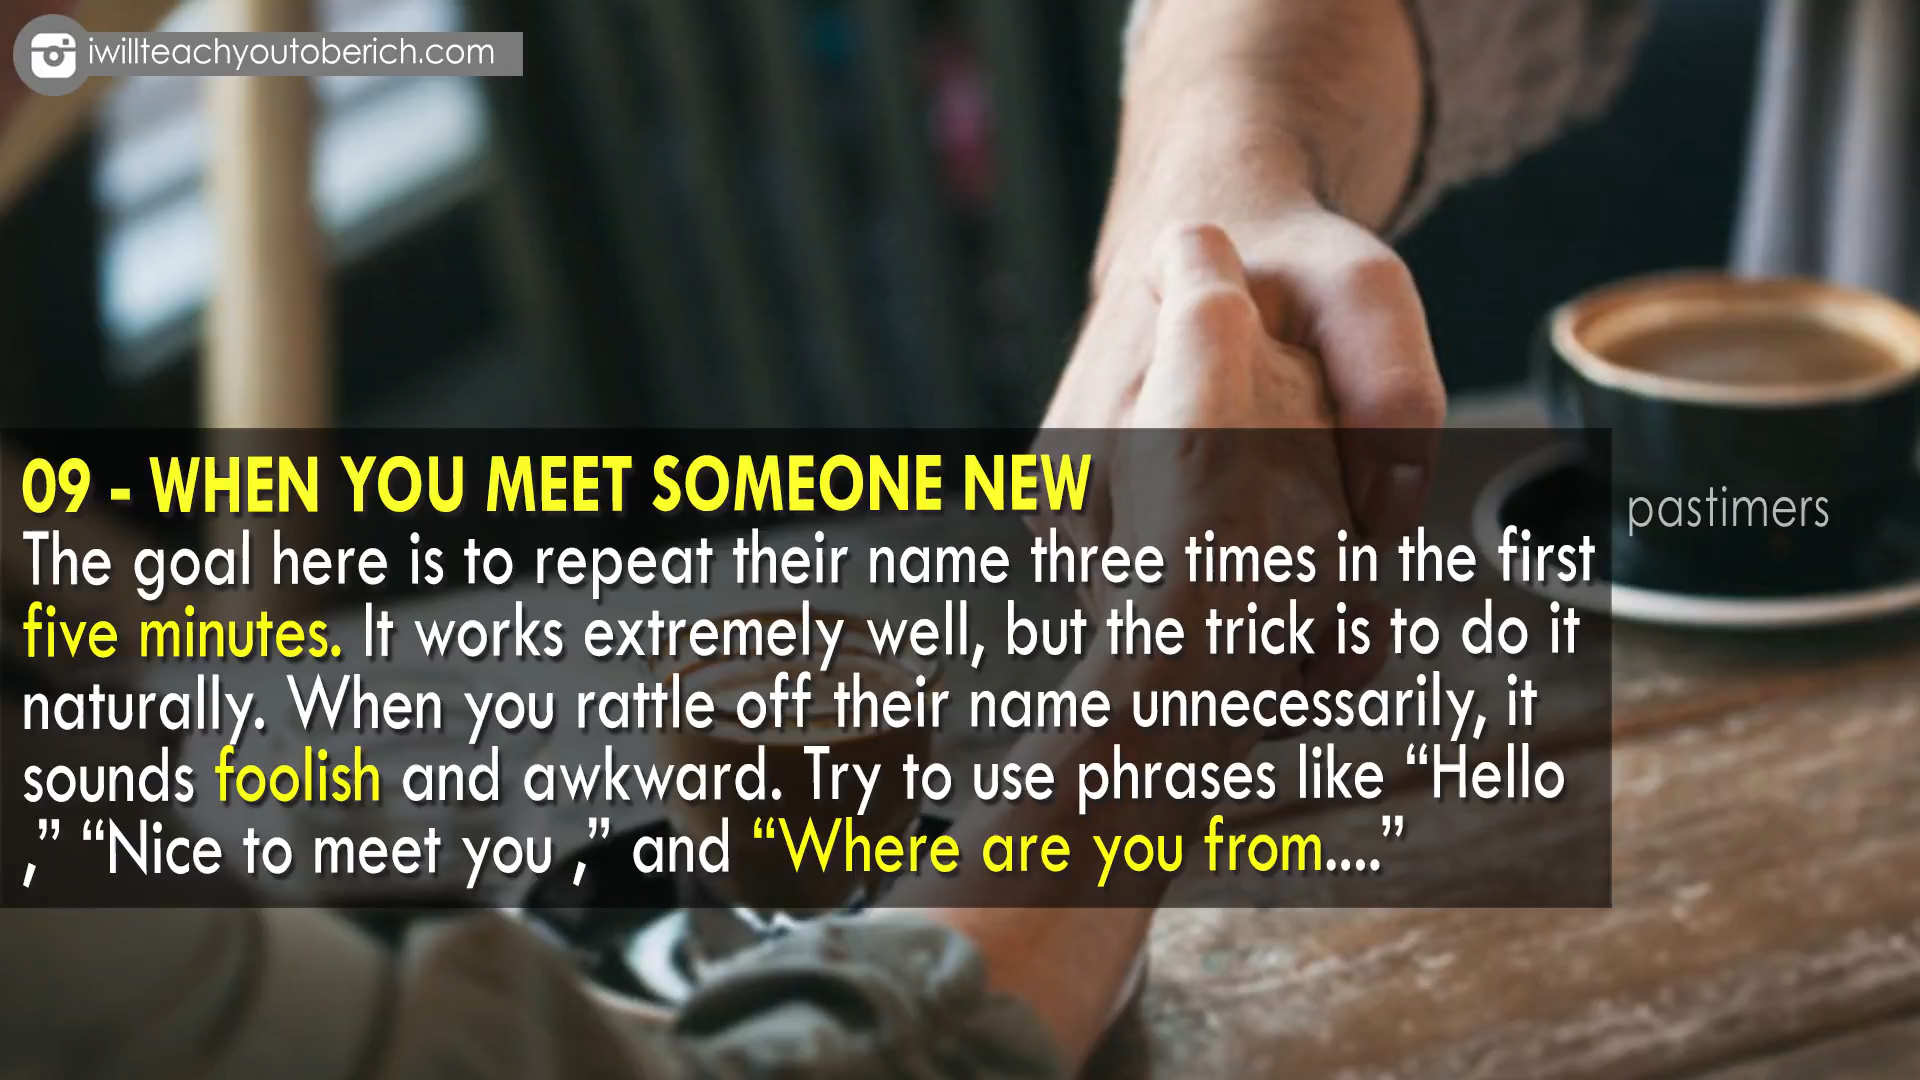 iwillteachyoutoberich.com
09 - WHEN YOU MEET SOMEONE NEW
The goal here is to repeat their name three times in the first
five minutes. It works extremely well, but the trick is to do it
naturally. When you rattle off their name unnecessarily, it
sounds foolish and awkward. Try to use phrases like “Hello
,” “Nice to meet you ,” and “Where are you from....”
pastimers